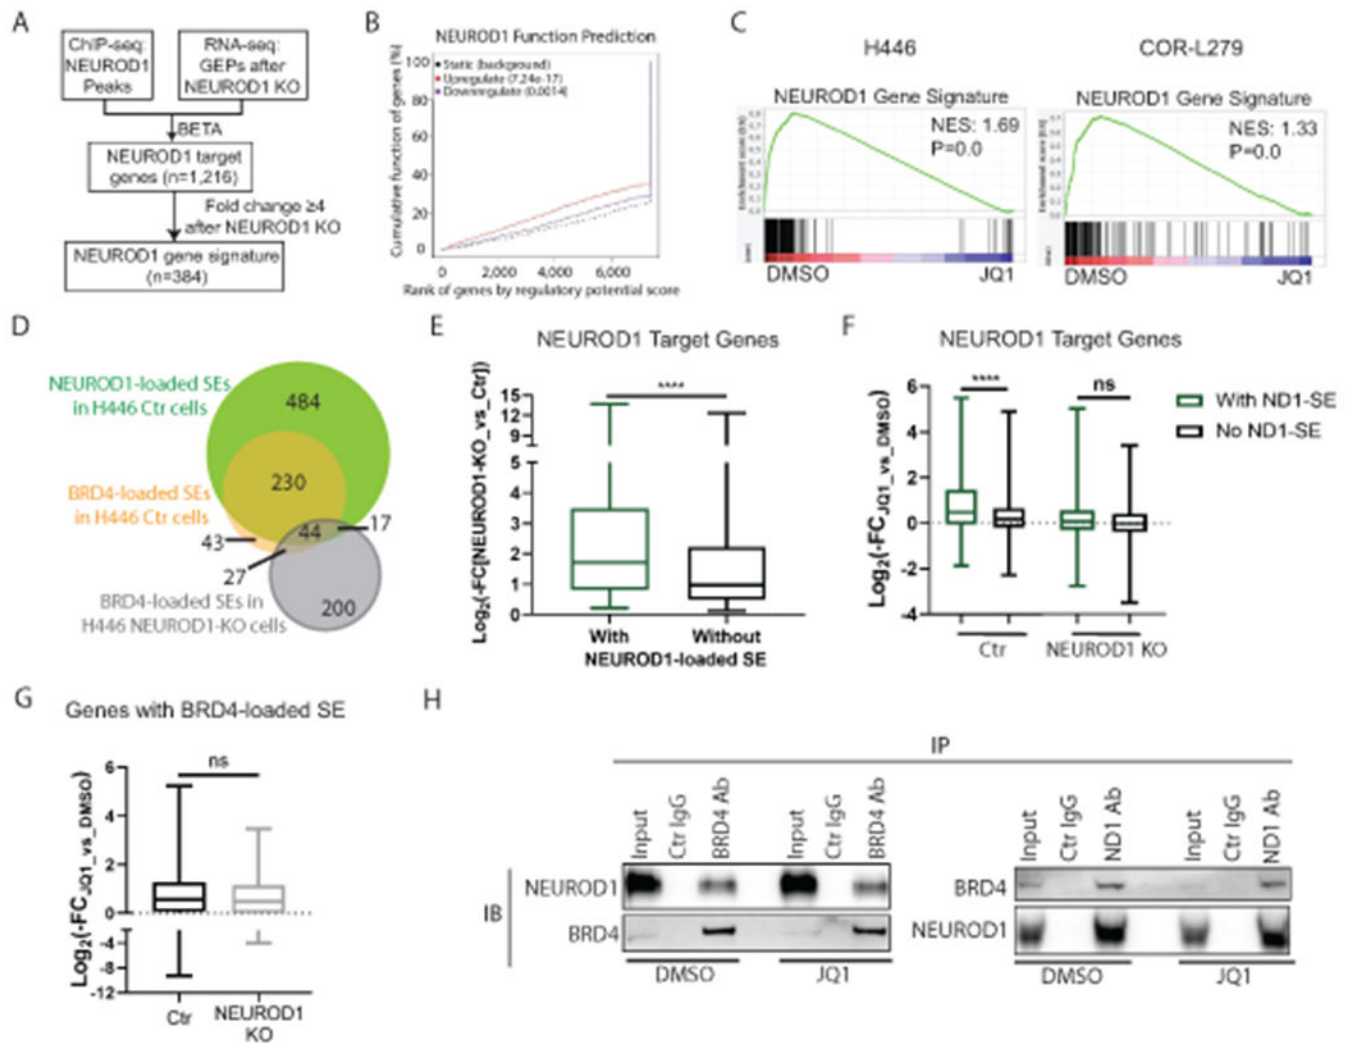 A
ChIP-seq:
NEUROD1
Peaks
RNA-seq:
GEPs after
NEUROD1 KO
BETA
NEUROD1 target
genes (n=1,216)
Fold change ≥4
after NEUROD1 KO
NEUROD1 gene signature
(n=384)
B
NEUROD1 Function Prediction
Static (background)
Upregulate (7.24e-17)
Downregulate (0.0014)
Cumulative function of genes (%)
100
80
60
40
20
0
0 2,000 4,000 6,000
Rank of genes by regulatory potential score
C
H446
NEUROD1 Gene Signature
NES: 1.69
P=0.0
Enrichment score (ES)
DMSO JQ1
COR-L279
NEUROD1 Gene Signature
NES: 1.33
P=0.0
Enrichment score (ES)
DMSO JQ1
D
NEUROD1-loaded SEs
in H446 Ctr cells
484
BRD4-loaded SEs
in H446 Ctr cells
230
44
17
43
27
BRD4-loaded SEs in
H446 NEUROD1-KO cells
200
E
NEUROD1 Target Genes
Log2(-FC[NEUROD1-KO_vs_Ctr])
****
15
12
9
5
4
3
2
1
0
With Without
NEUROD1-loaded SE
F
NEUROD1 Target Genes
Log2(-FC JQ1_vs_DMSO)
6
4
2
0
-2
-4
**** ns
With ND1-SE
No ND1-SE
Ctr NEUROD1 KO
G
Genes with BRD4-loaded SE
Log2(-FC JQ1_vs_DMSO)
ns
6
4
2
0
-4
-8
-12
Ctr NEUROD1
KO
H
IP
Input Ctr IgG BRD4 Ab Input Ctr IgG BRD4 Ab
IB
NEUROD1
BRD4
DMSO JQ1
Input Ctr IgG ND1 Ab Input Ctr IgG ND1 Ab
BRD4
NEUROD1
DMSO JQ1